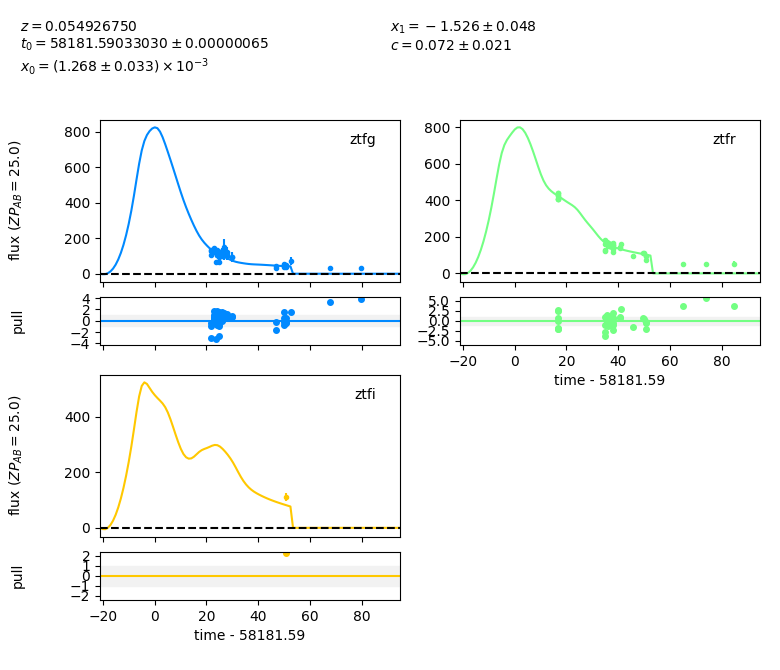 z = 0.054926750
x₁ = −1.526 ± 0.048
t₀ = 58181.59033030 ± 0.00000065
c = 0.072 ± 0.021
x₀ = (1.268 ± 0.033) × 10⁻³
flux (ZP_AB = 25.0)
800
600
400
200
0
ztfg
800
600
400
200
0
ztfr
pull
4
2
0
−2
−4
5.0
2.5
0.0
−2.5
−5.0
−20 0 20 40 60 80
time - 58181.59
flux (ZP_AB = 25.0)
400
200
0
ztfi
pull
2
1
0
−1
−2
−20 0 20 40 60 80
time - 58181.59